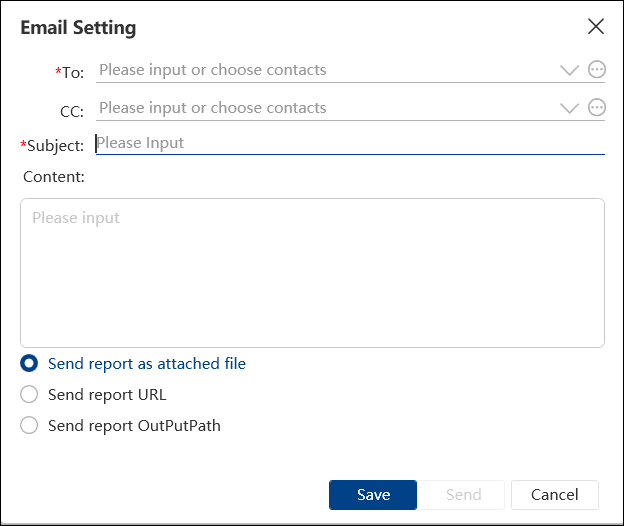 Email Setting
*To: Please input or choose contacts
CC: Please input or choose contacts
*Subject: Please Input
Content:
Please input
Send report as attached file
Send report URL
Send report OutPutPath
Save Send Cancel